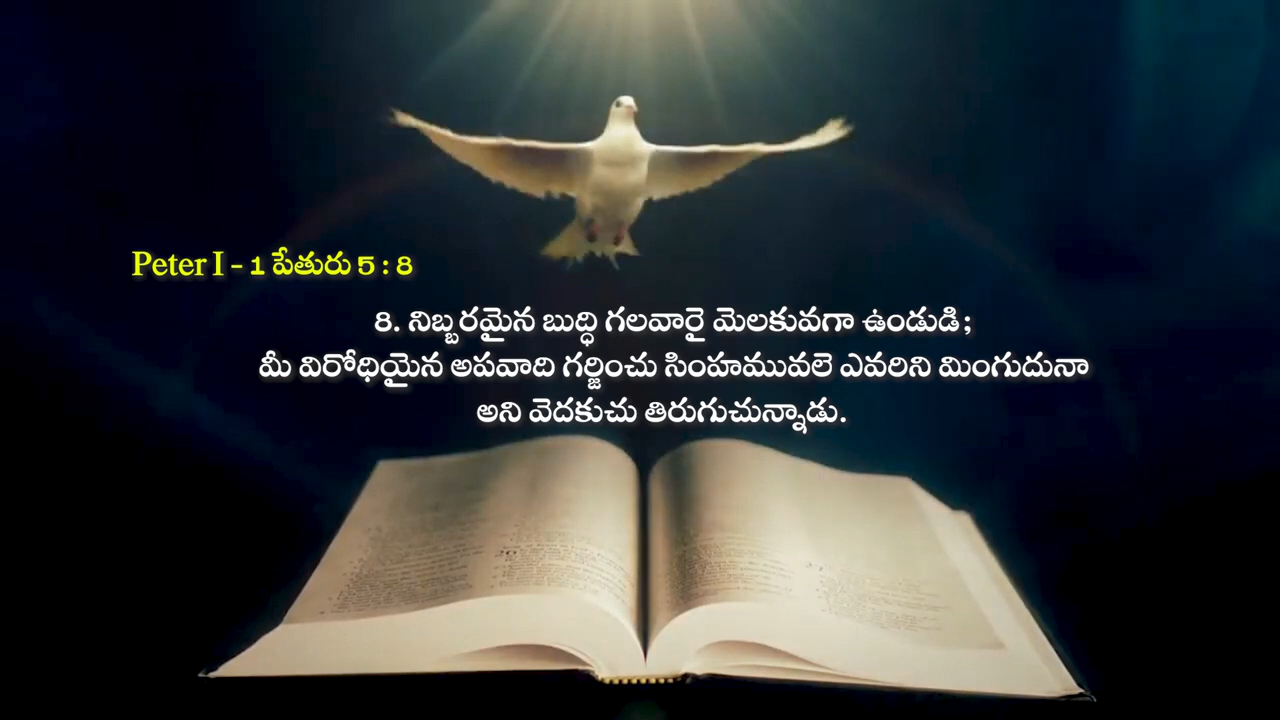 Peter I - 1 పేతురు 5 : 8
8. నిబ్బరమైన బుద్ధి గలవారై మెలకువగా ఉండుడి;
మీ విరోధియైన అపవాది గర్జించు సింహమువలె ఎవరిని మింగుదునా
అని వెదకుచు తిరుగుచున్నాడు.